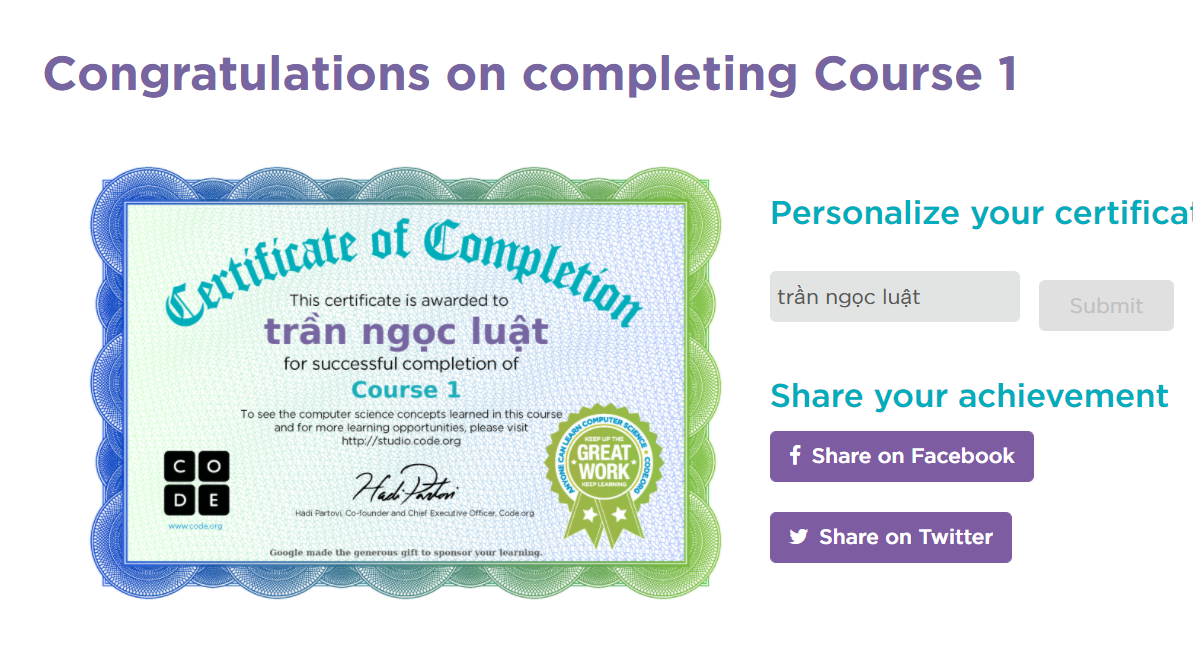 Congratulations on completing Course 1
Certificate of Completion
This certificate is awarded to
trần ngọc luật
for successful completion of
Course 1
To see the computer science concepts learned in this course
and for more learning opportunities, please visit
http://studio.code.org
C O
D E
www.code.org
Hadi Partovi
Hadi Partovi, Co-founder and Chief Executive Officer, Code.org
ANYONE CAN LEARN COMPUTER SCIENCE
KEEP UP THE
GREAT
WORK
KEEP LEARNING
CODE.ORG
Google made the generous gift to sponsor your learning.
Personalize your certificat
trần ngọc luật
Submit
Share your achievement
Share on Facebook
Share on Twitter